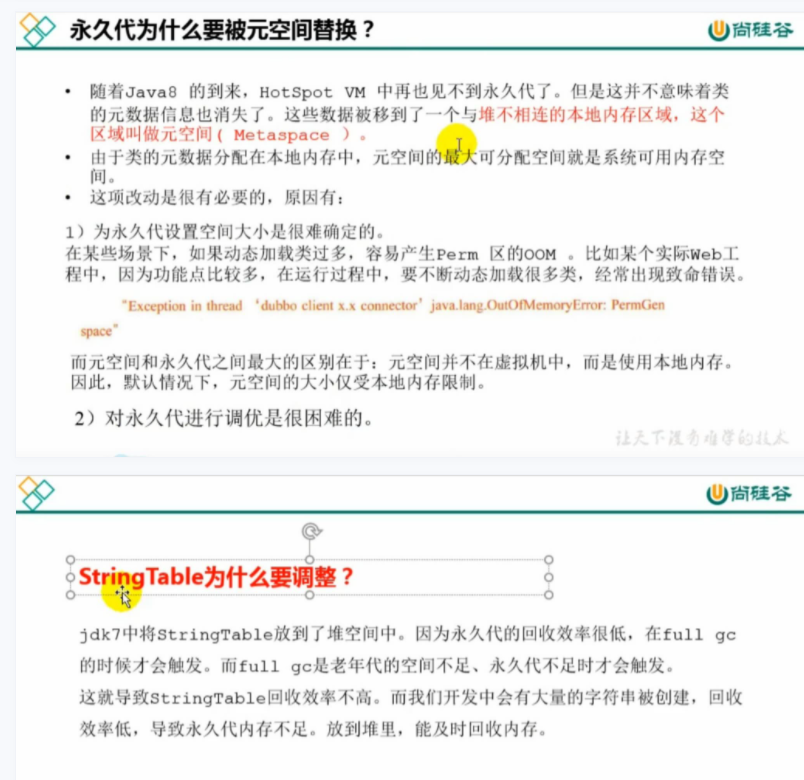 永久代为什么要被元空间替换？
尚硅谷
• 随着Java8 的到来，HotSpot VM 中再也见不到永久代了。但是这并不意味着类
的元数据信息也消失了。这些数据被移到了一个与堆不相连的本地内存区域，这个
区域叫做元空间( Metaspace ）。
• 由于类的元数据分配在本地内存中，元空间的最大可分配空间就是系统可用内存空
间。
• 这项改动是很有必要的，原因有：
1）为永久代设置空间大小是很难确定的。
在某些场景下，如果动态加载类过多，容易产生Perm 区的OOM 。比如某个实际Web工
程中，因为功能点比较多，在运行过程中，要不断动态加载很多类，经常出现致命错误。
"Exception in thread ‘dubbo client x.x connector’ java.lang.OutOfMemoryError: PermGen
space"
而元空间和永久代之间最大的区别在于：元空间并不在虚拟机中，而是使用本地内存。
因此，默认情况下，元空间的大小仅受本地内存限制。
2）对永久代进行调优是很困难的。
让天下没有难学的技术
尚硅谷
StringTable为什么要调整？
jdk7中将StringTable放到了堆空间中。因为永久代的回收效率很低，在full gc
的时候才会触发。而full gc是老年代的空间不足、永久代不足时才会触发。
这就导致StringTable回收效率不高。而我们开发中会有大量的字符串被创建，回收
效率低，导致永久代内存不足。放到堆里，能及时回收内存。